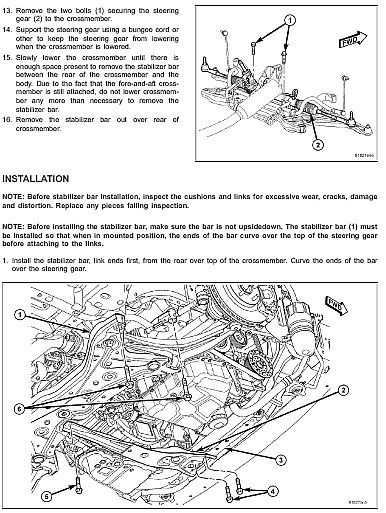 13. Remove the two bolts (1) securing the steering
gear (2) to the crossmember.
14. Support the steering gear using a bungee cord or
other to keep the steering gear from lowering
when the crossmember is lowered.
15. Slowly lower the crossmember until there is
enough space present to remove the stabilizer bar
between the rear of the crossmember and the
body. Due to the fact that the fore-and-aft cross-
member is still attached, do not lower crossmem-
ber any more than necessary to remove the
stabilizer bar.
16. Remove the stabilizer bar out over rear of
crossmember.
1
FWD
2
INSTALLATION
NOTE: Before stabilizer bar installation, inspect the cushions and links for excessive wear, cracks, damage
and distortion. Replace any pieces failing inspection.
NOTE: Before installing the stabilizer bar, make sure the bar is not upsidedown. The stabilizer bar (1) must
be installed so that when in mounted position, the ends of the bar curve over the top of the steering gear
before attaching to the links.
1. Install the stabilizer bar, link ends first, from the rear over top of the crossmember. Curve the ends of the bar
over the steering gear.
FWD
1
6
2
3
5
4